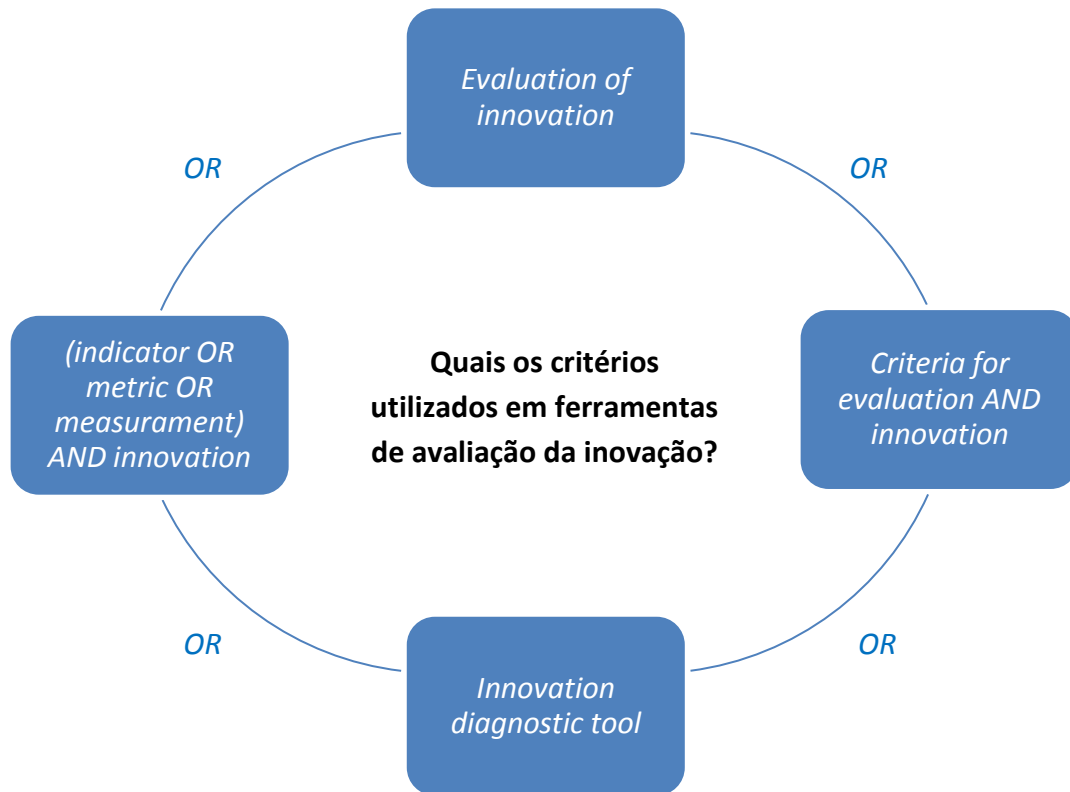 Evaluation of
innovation
OR
OR
(indicator OR
metric OR
measurament)
AND innovation
Quais os critérios
utilizados em ferramentas
de avaliação da inovação?
Criteria for
evaluation AND
innovation
OR
OR
Innovation
diagnostic tool